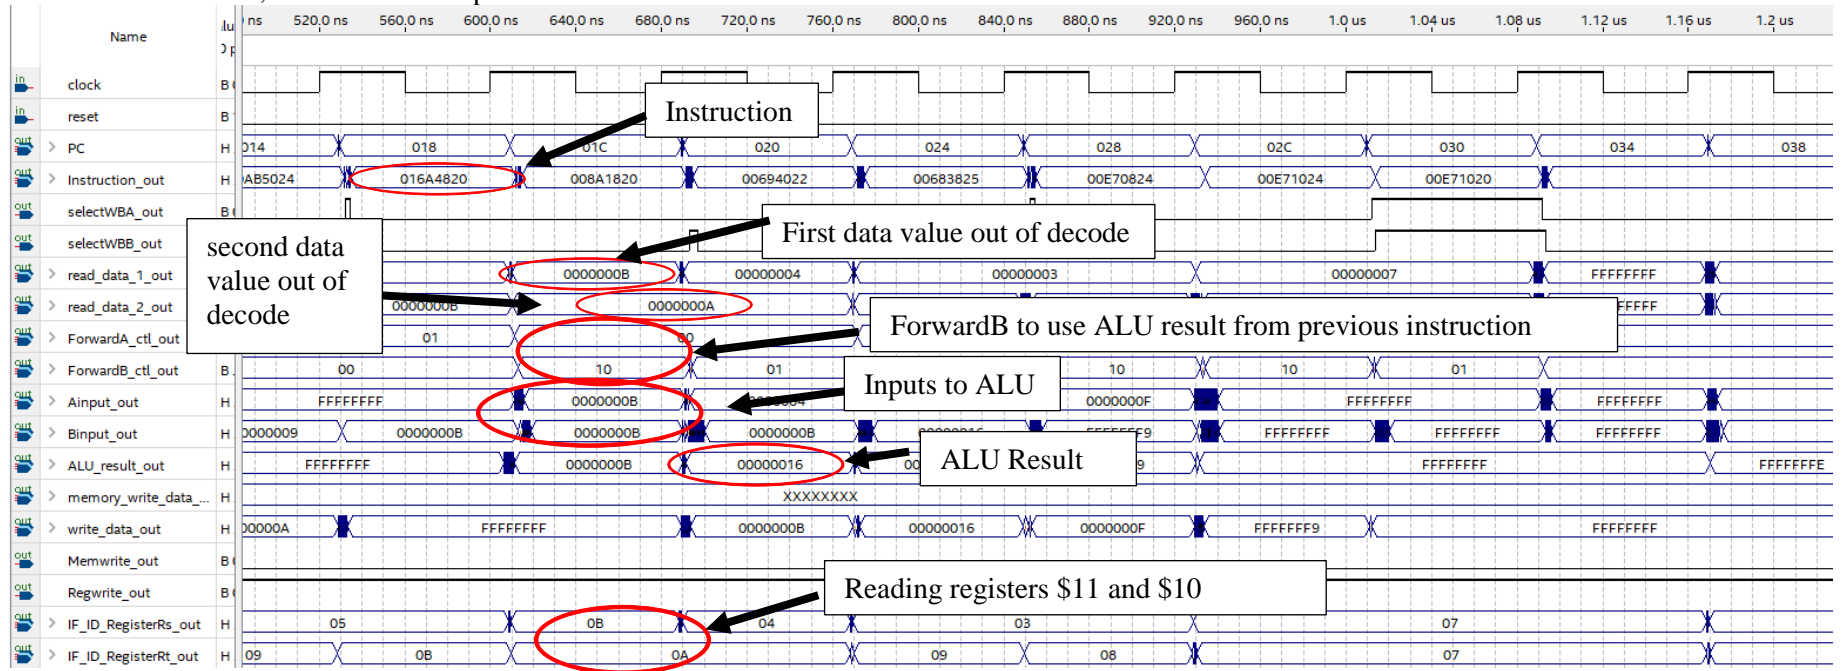 ns 520.0 ns 560.0 ns 600.0 ns 640.0 ns 680.0 ns 720.0 ns 760.0 ns 800.0 ns 840.0 ns 880.0 ns 920.0 ns 960.0 ns 1.0 us 1.04 us 1.08 us 1.12 us 1.16 us 1.2 us
Name
clock B
Instruction
reset B
PC H 014 018 01C 020 024 028 02C 030 034 038
Instruction_out H AB5024 016A4820 008A1820 00694022 00683825 00E70824 00E71024 00E71020
selectWBA_out B
selectWBB_out B
second data
value out of
decode
First data value out of decode
read_data_1_out 0000000B 00000004 00000003 00000007 FFFFFFFF
read_data_2_out 0000000B 0000000A FFFF
ForwardB to use ALU result from previous instruction
ForwardA_ctl_out 01
ForwardB_ctl_out B 00 10 01 10 10 01
Inputs to ALU
Ainput_out H FFFFFFFF 0000000B 0000000F FFFFFFFF FFFFFFFF
Binput_out H 0000009 0000000B 0000000B 0000000B FFFFFFFF FFFFFFFF FFFFFFFF
ALU Result
ALU_result_out H FFFFFFFF 0000000B 00000016 00 9 FFFFFFFF FFFFFFFE
memory_write_data_... H XXXXXXXX
write_data_out H 00000A FFFFFFFF 0000000B 00000016 0000000F FFFFFFF9 FFFFFFFF
Memwrite_out B
Reading registers $11 and $10
Regwrite_out B
IF_ID_RegisterRs_out H 05 0B 04 03 07
IF_ID_RegisterRt_out H 09 0B 0A 09 08 07